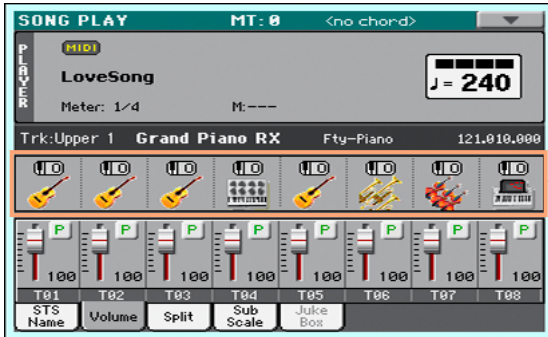 SONG PLAY MT: 0 <no chord>
PLAYER
MIDI
LoveSong
♩= 240
Meter: 1/4 M:---
Trk:Upper 1 Grand Piano RX Fty-Piano 121.010.000
P P P P P P P P
100 100 100 100 100 100 100 100
T01 T02 T03 T04 T05 T06 T07 T08
STS Name Volume Split Sub Scale Juke Box